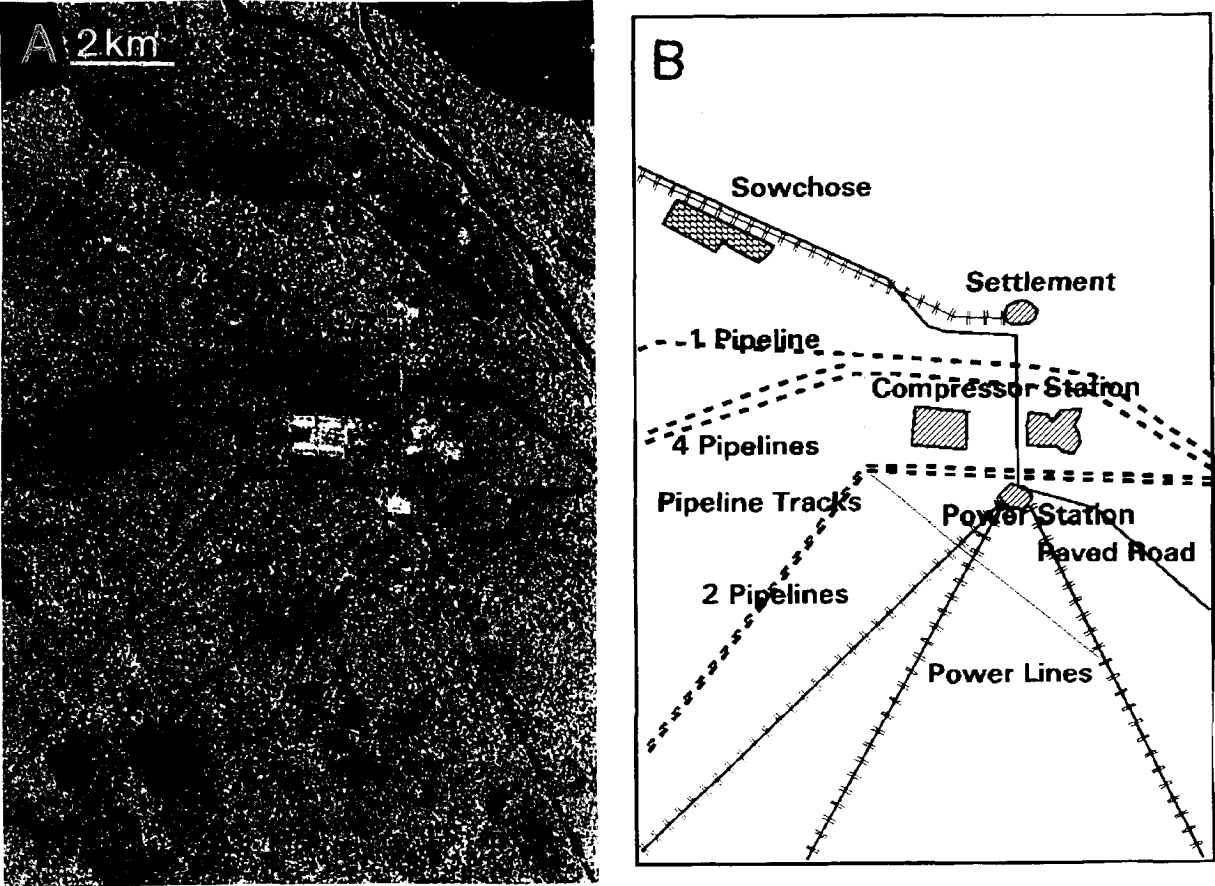 A 2 km
B
Sowchose
Settlement
1 Pipeline
Compressor Station
4 Pipelines
Pipeline Tracks
Power Station
Paved Road
2 Pipelines
Power Lines